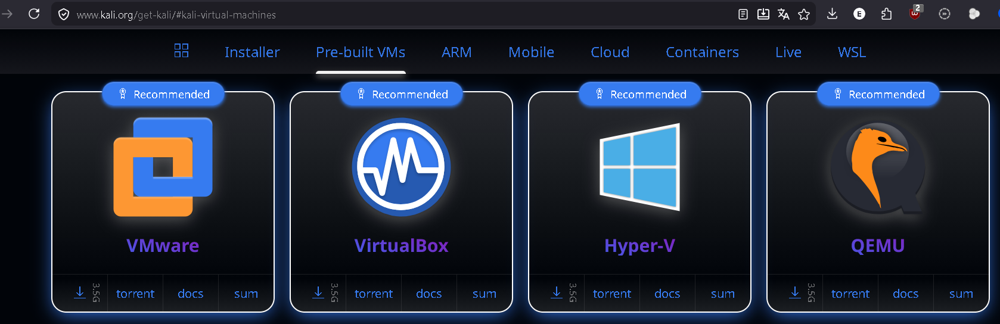 www.kali.org/get-kali/#kali-virtual-machines
E
2
Installer Pre-built VMs ARM Mobile Cloud Containers Live WSL
Recommended Recommended Recommended Recommended
VMware VirtualBox Hyper-V QEMU
3.5G torrent docs sum 3.5G torrent docs sum 3.5G torrent docs sum 3.5G torrent docs sum